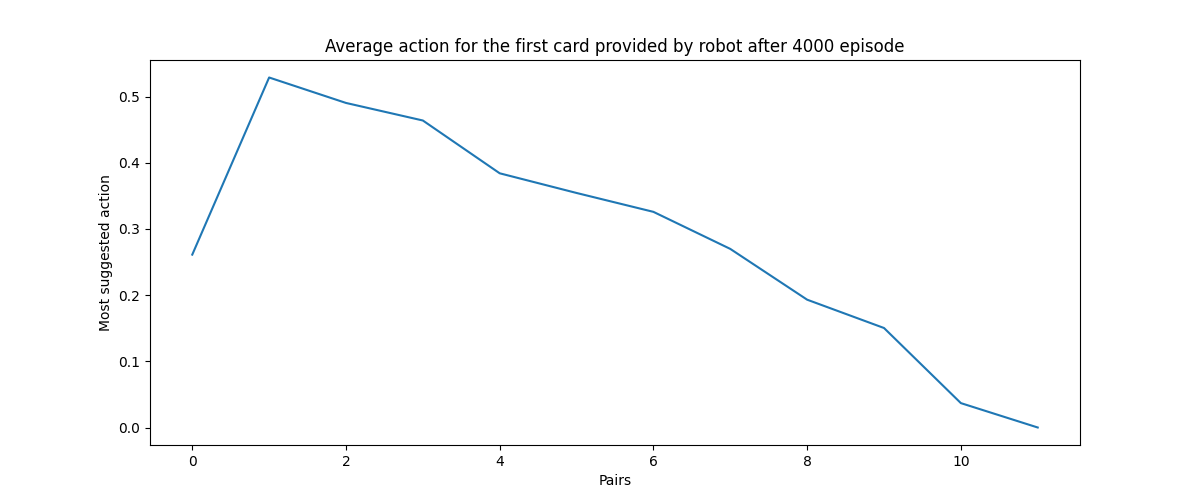 Average action for the first card provided by robot after 4000 episode
Most suggested action
0.5
0.4
0.3
0.2
0.1
0.0
0 2 4 6 8 10
Pairs